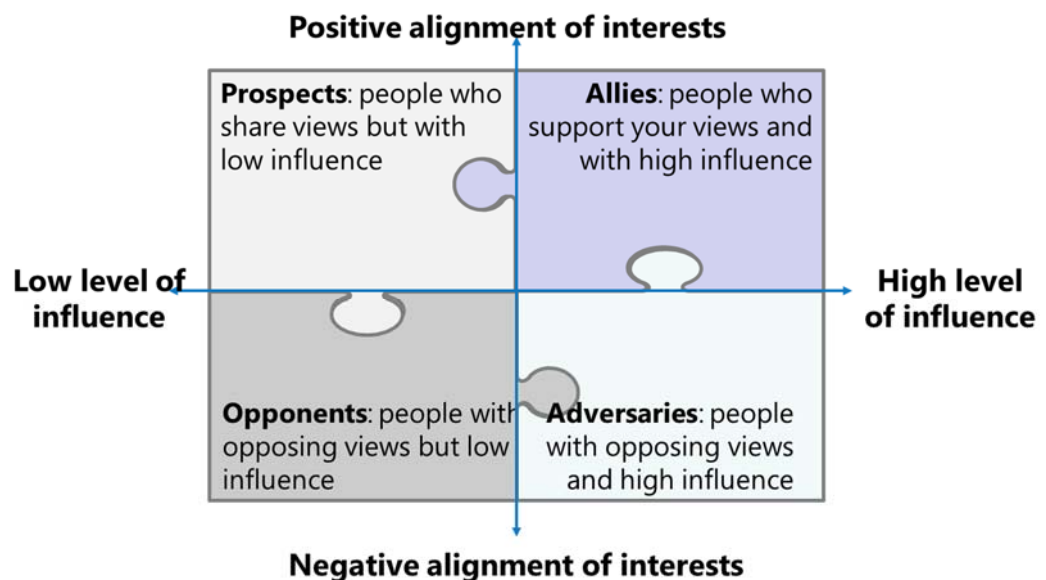 Positive alignment of interests
Prospects: people who
share views but with
low influence
Allies: people who
support your views and
with high influence
Low level of
influence
High level
of influence
Opponents: people with
opposing views but low
influence
Adversaries: people
with opposing views
and high influence
Negative alignment of interests